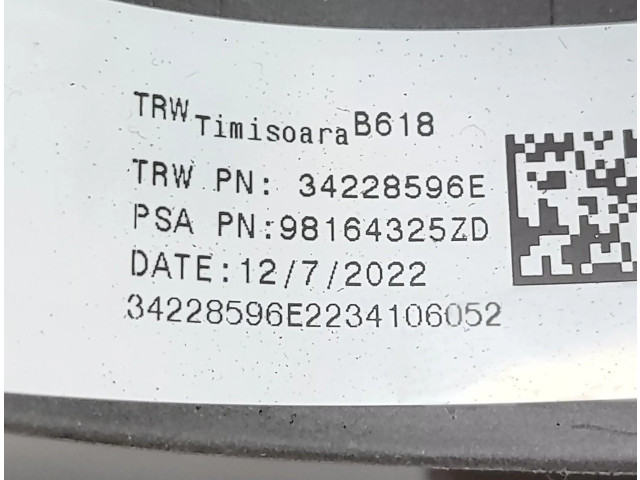 TRW Timisoara B618
TRW PN: 34228596E
PSA PN:98164325ZD
DATE:12/7/2022
34228596E2234106052